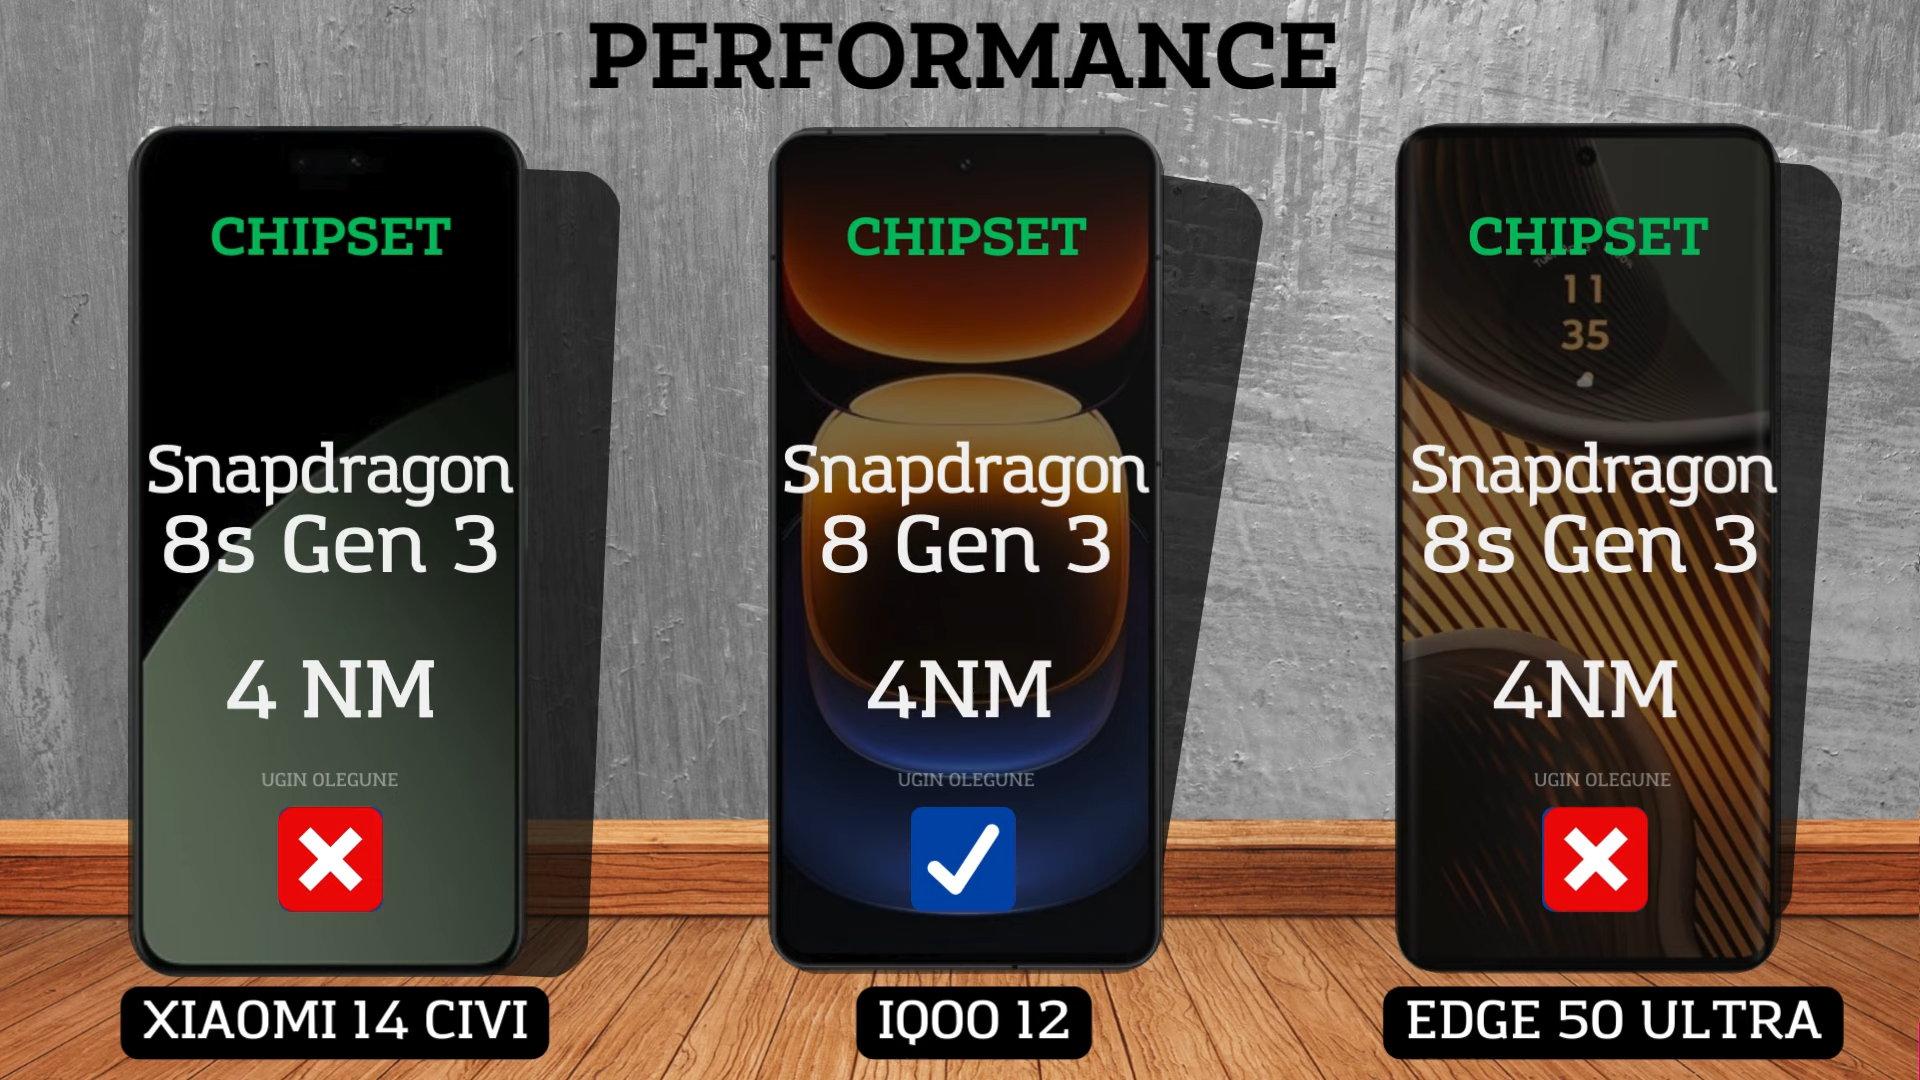 PERFORMANCE
CHIPSET
Snapdragon
8s Gen 3
4 NM
UGIN OLEGUNE
XIAOMI 14 CIVI
CHIPSET
Snapdragon
8 Gen 3
4NM
UGIN OLEGUNE
IQOO 12
CHIPSET
11
35
Snapdragon
8s Gen 3
4NM
UGIN OLEGUNE
EDGE 50 ULTRA